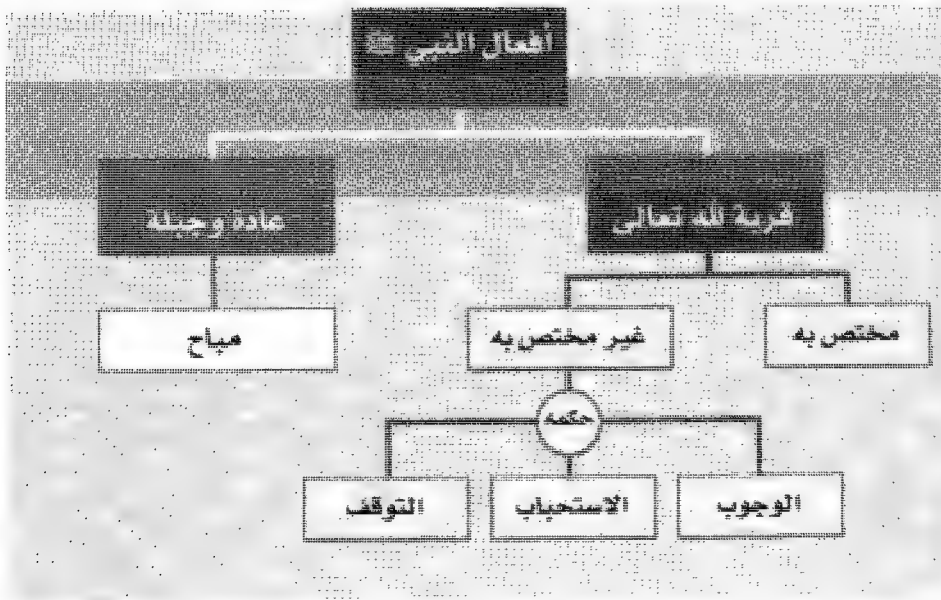 أفعال النبي ﷺ
قربة لله تعالى
عادة وجبلة
مختص به
غير مختص به
مباح
حكمه
الوجوب
الاستحباب
التوقف